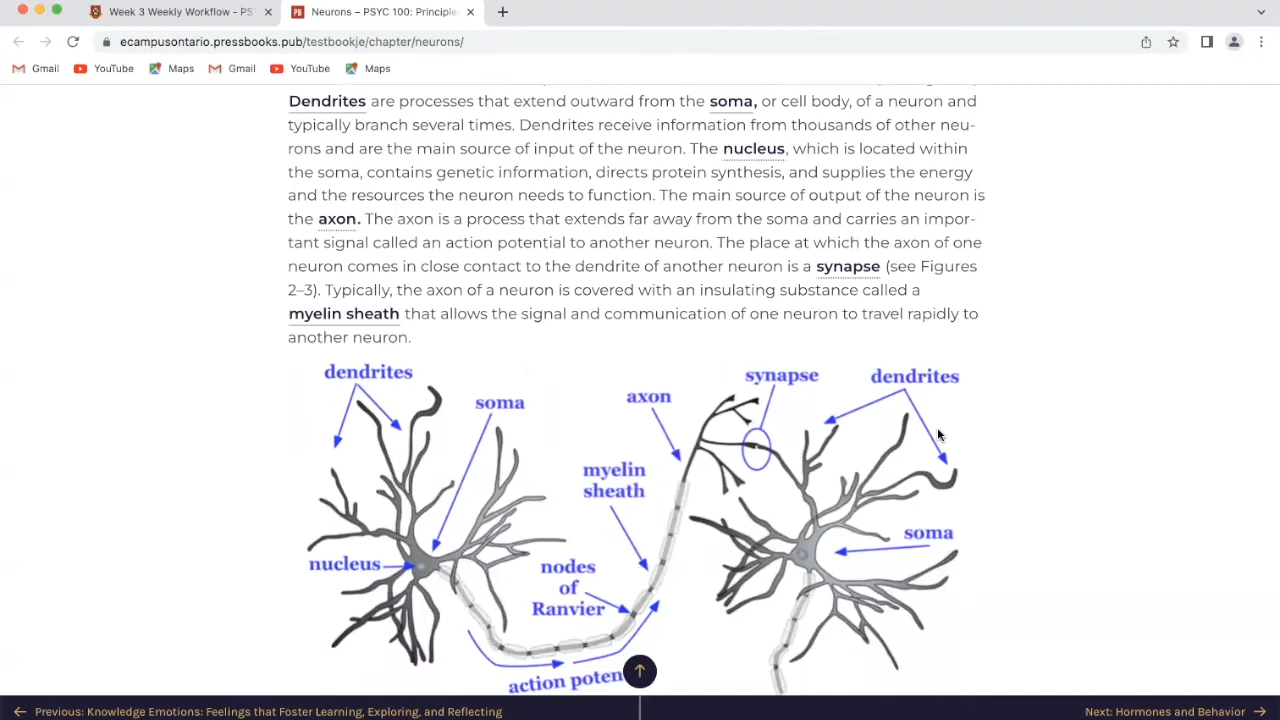 Week 3 Weekly Workflow - PS
Neurons – PSYC 100: Principle
ecampusontario.pressbooks.pub/testbookje/chapter/neurons/
Gmail YouTube Maps Gmail YouTube Maps
Dendrites are processes that extend outward from the soma, or cell body, of a neuron and
typically branch several times. Dendrites receive information from thousands of other neu-
rons and are the main source of input of the neuron. The nucleus, which is located within
the soma, contains genetic information, directs protein synthesis, and supplies the energy
and the resources the neuron needs to function. The main source of output of the neuron is
the axon. The axon is a process that extends far away from the soma and carries an impor-
tant signal called an action potential to another neuron. The place at which the axon of one
neuron comes in close contact to the dendrite of another neuron is a synapse (see Figures
2–3). Typically, the axon of a neuron is covered with an insulating substance called a
myelin sheath that allows the signal and communication of one neuron to travel rapidly to
another neuron.
dendrites
soma
axon
synapse
dendrites
myelin
sheath
nucleus
nodes
of
Ranvier
soma
action poten
Previous: Knowledge Emotions: Feelings that Foster Learning, Exploring, and Reflecting
Next: Hormones and Behavior